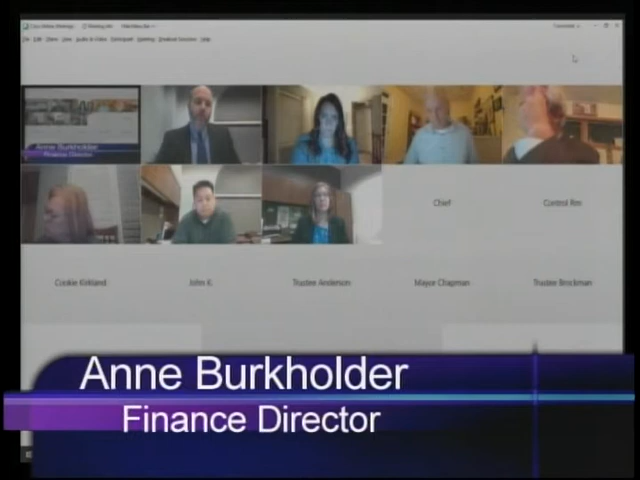 Anne Burkholder
Finance Director
Chief
Control Rm
Cookie Kirkland
John K.
Trustee Anderson
Mayor Chapman
Trustee Brockman
Anne Burkholder
Finance Director